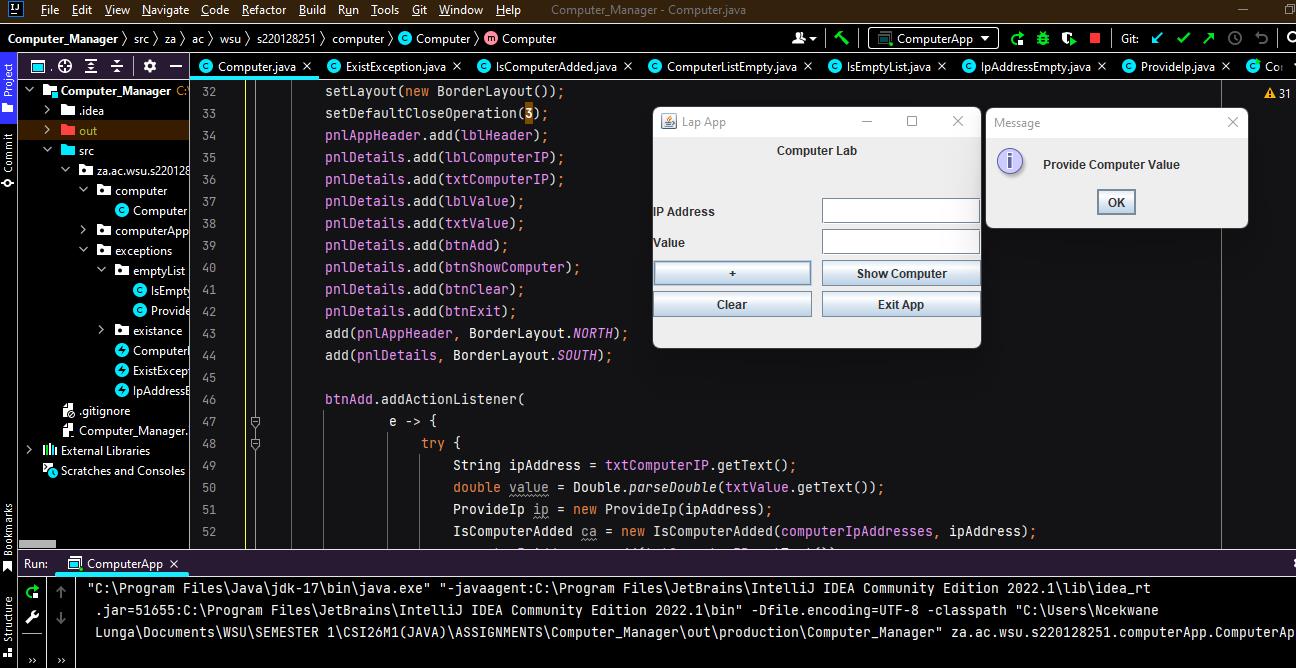 File Edit View Navigate Code Refactor Build Run Tools Git Window Help Computer_Manager - Computer.java
Computer_Manager src za ac wsu s220128251 computer Computer Computer ComputerApp Git:
Computer.java ExistException.java IsComputerAdded.java ComputerListEmpty.java IsEmptyList.java IpAddressEmpty.java ProvideIp.java Co
Project
Commit
Bookmarks
Structure
Computer_Manager C:\
.idea
out
src
za.ac.wsu.s220128
computer
Computer
computerApp
exceptions
emptyList
IsEmpty
Provide
existance
Computerl
ExistExcep
IpAddressE
.gitignore
Computer_Manager.
External Libraries
Scratches and Consoles
31
32 setLayout(new BorderLayout());
33 setDefaultCloseOperation(3);
34 pnlAppHeader.add(lblHeader);
35 pnlDetails.add(lblComputerIP);
36 pnlDetails.add(txtComputerIP);
37 pnlDetails.add(lblValue);
38 pnlDetails.add(txtValue);
39 pnlDetails.add(btnAdd);
40 pnlDetails.add(btnShowComputer);
41 pnlDetails.add(btnClear);
42 pnlDetails.add(btnExit);
43 add(pnlAppHeader, BorderLayout.NORTH);
44 add(pnlDetails, BorderLayout.SOUTH);
45
46 btnAdd.addActionListener(
47 e -> {
48 try {
49 String ipAddress = txtComputerIP.getText();
50 double value = Double.parseDouble(txtValue.getText());
51 ProvideIp ip = new ProvideIp(ipAddress);
52 IsComputerAdded ca = new IsComputerAdded(computerIpAddresses, ipAddress);
Lap App
Computer Lab
IP Address
Value
+ Show Computer
Clear Exit App
Message
Provide Computer Value
OK
Run: ComputerApp
"C:\Program Files\Java\jdk-17\bin\java.exe" "-javaagent:C:\Program Files\JetBrains\IntelliJ IDEA Community Edition 2022.1\lib\idea_rt
.jar=51655:C:\Program Files\JetBrains\IntelliJ IDEA Community Edition 2022.1\bin" -Dfile.encoding=UTF-8 -classpath "C:\Users\Ncekwane
Lunga\Documents\WSU\SEMESTER 1\CSI26M1(JAVA)\ASSIGNMENTS\Computer_Manager\out\production\Computer_Manager" za.ac.wsu.s220128251.computerApp.ComputerAp